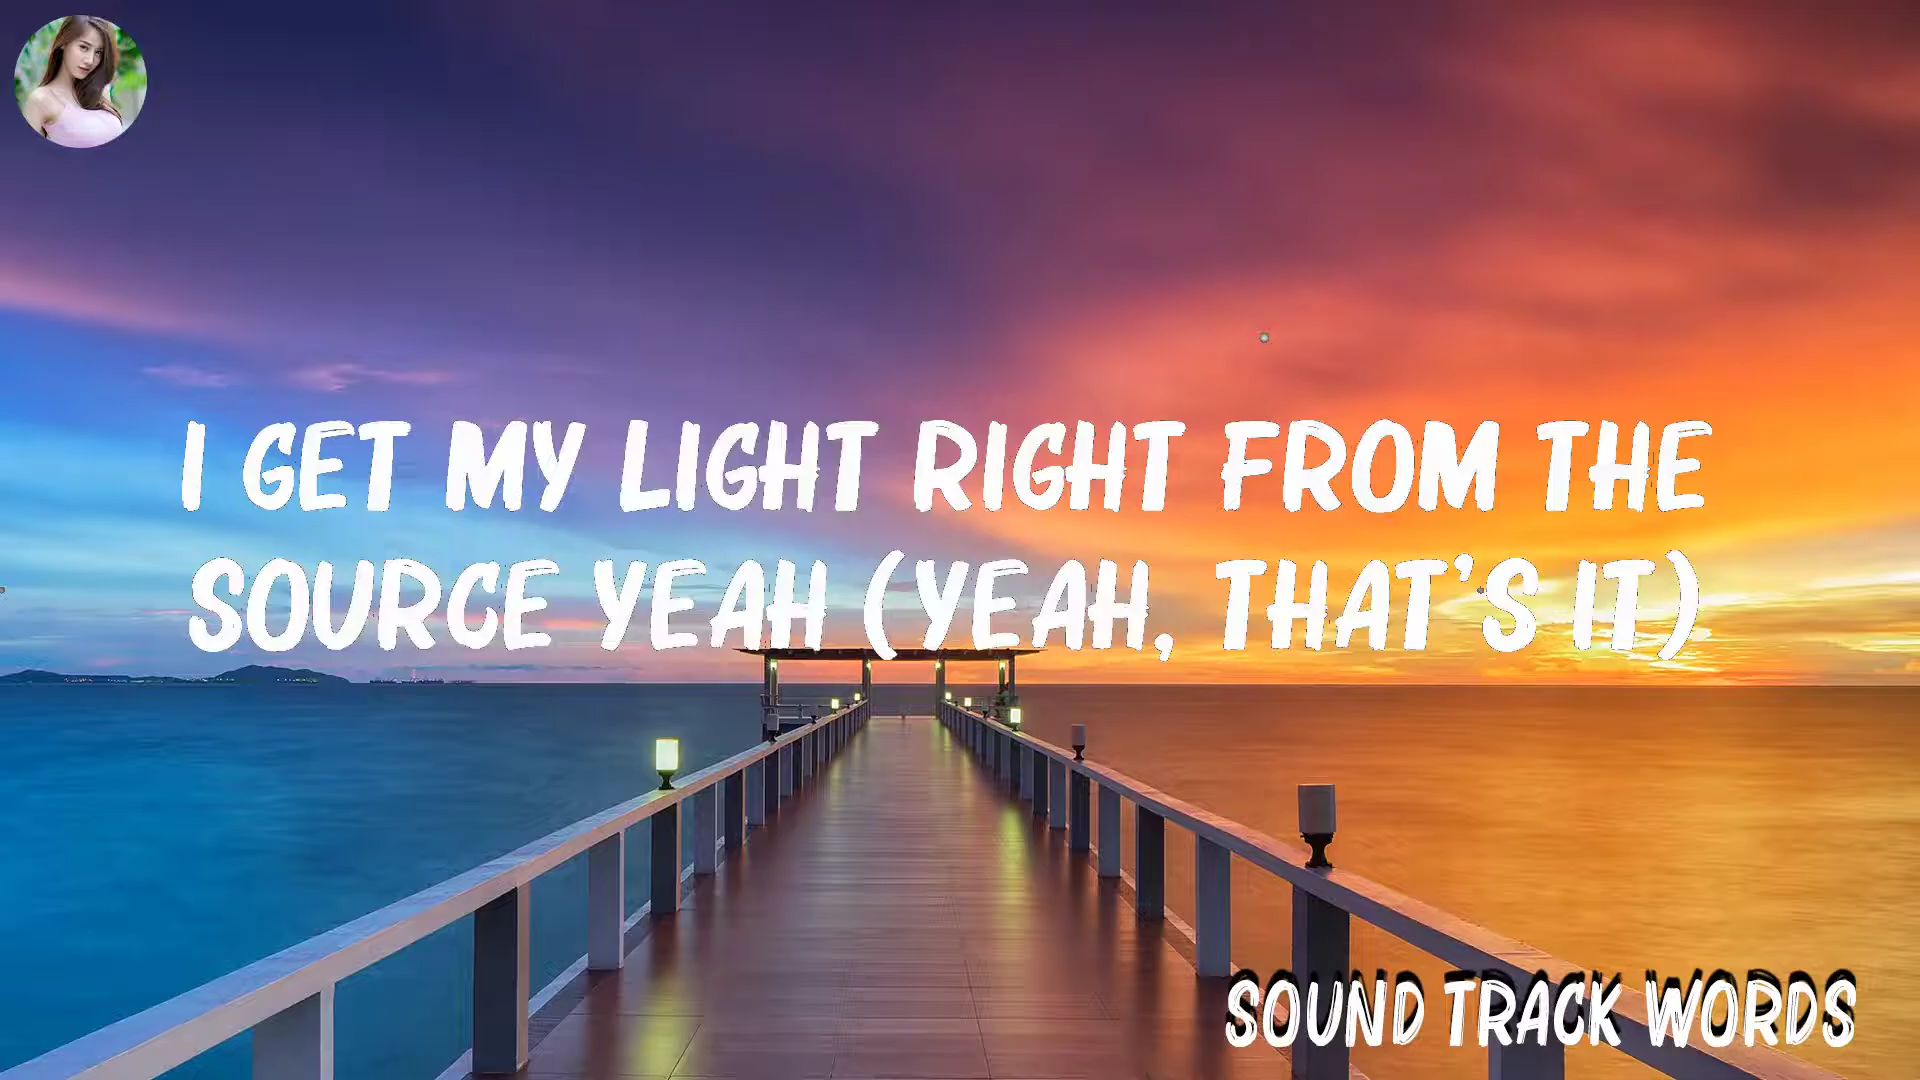 I GET MY LIGHT RIGHT FROM THE
SOURCE YEAH (YEAH, THAT'S IT)
SOUND TRACK WORDS